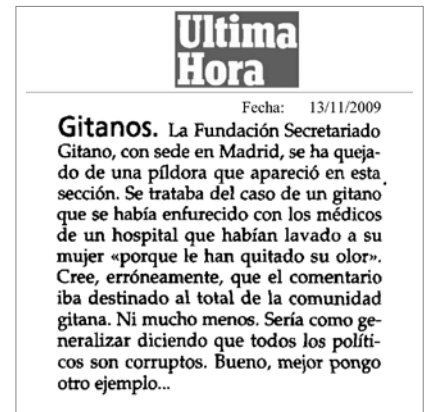 Ultima
Hora
Fecha: 13/11/2009
Gitanos. La Fundación Secretariado
Gitano, con sede en Madrid, se ha queja-
do de una píldora que apareció en esta
sección. Se trataba del caso de un gitano
que se había enfurecido con los médicos
de un hospital que habían lavado a su
mujer «porque le han quitado su olor».
Cree, erróneamente, que el comentario
iba destinado al total de la comunidad
gitana. Ni mucho menos. Sería como ge-
neralizar diciendo que todos los políti-
cos son corruptos. Bueno, mejor pongo
otro ejemplo...